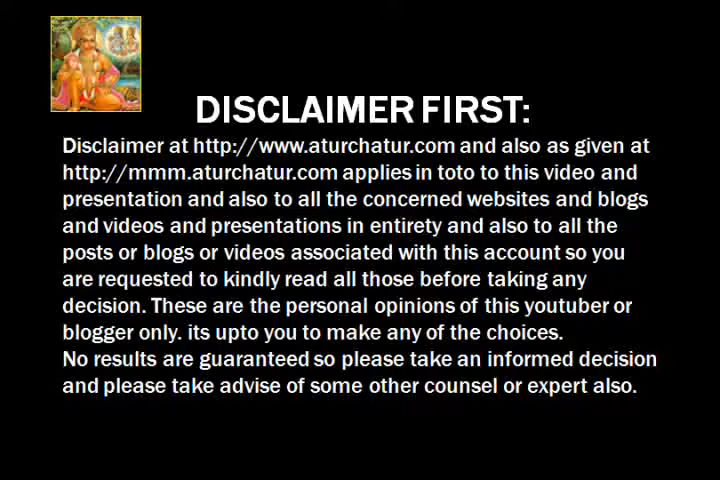 DISCLAIMER FIRST:
Disclaimer at http://www.aturchatur.com and also as given at
http://mmm.aturchatur.com applies in toto to this video and
presentation and also to all the concerned websites and blogs
and videos and presentations in entirety and also to all the
posts or blogs or videos associated with this account so you
are requested to kindly read all those before taking any
decision. These are the personal opinions of this youtuber or
blogger only. its upto you to make any of the choices.
No results are guaranteed so please take an informed decision
and please take advise of some other counsel or expert also.